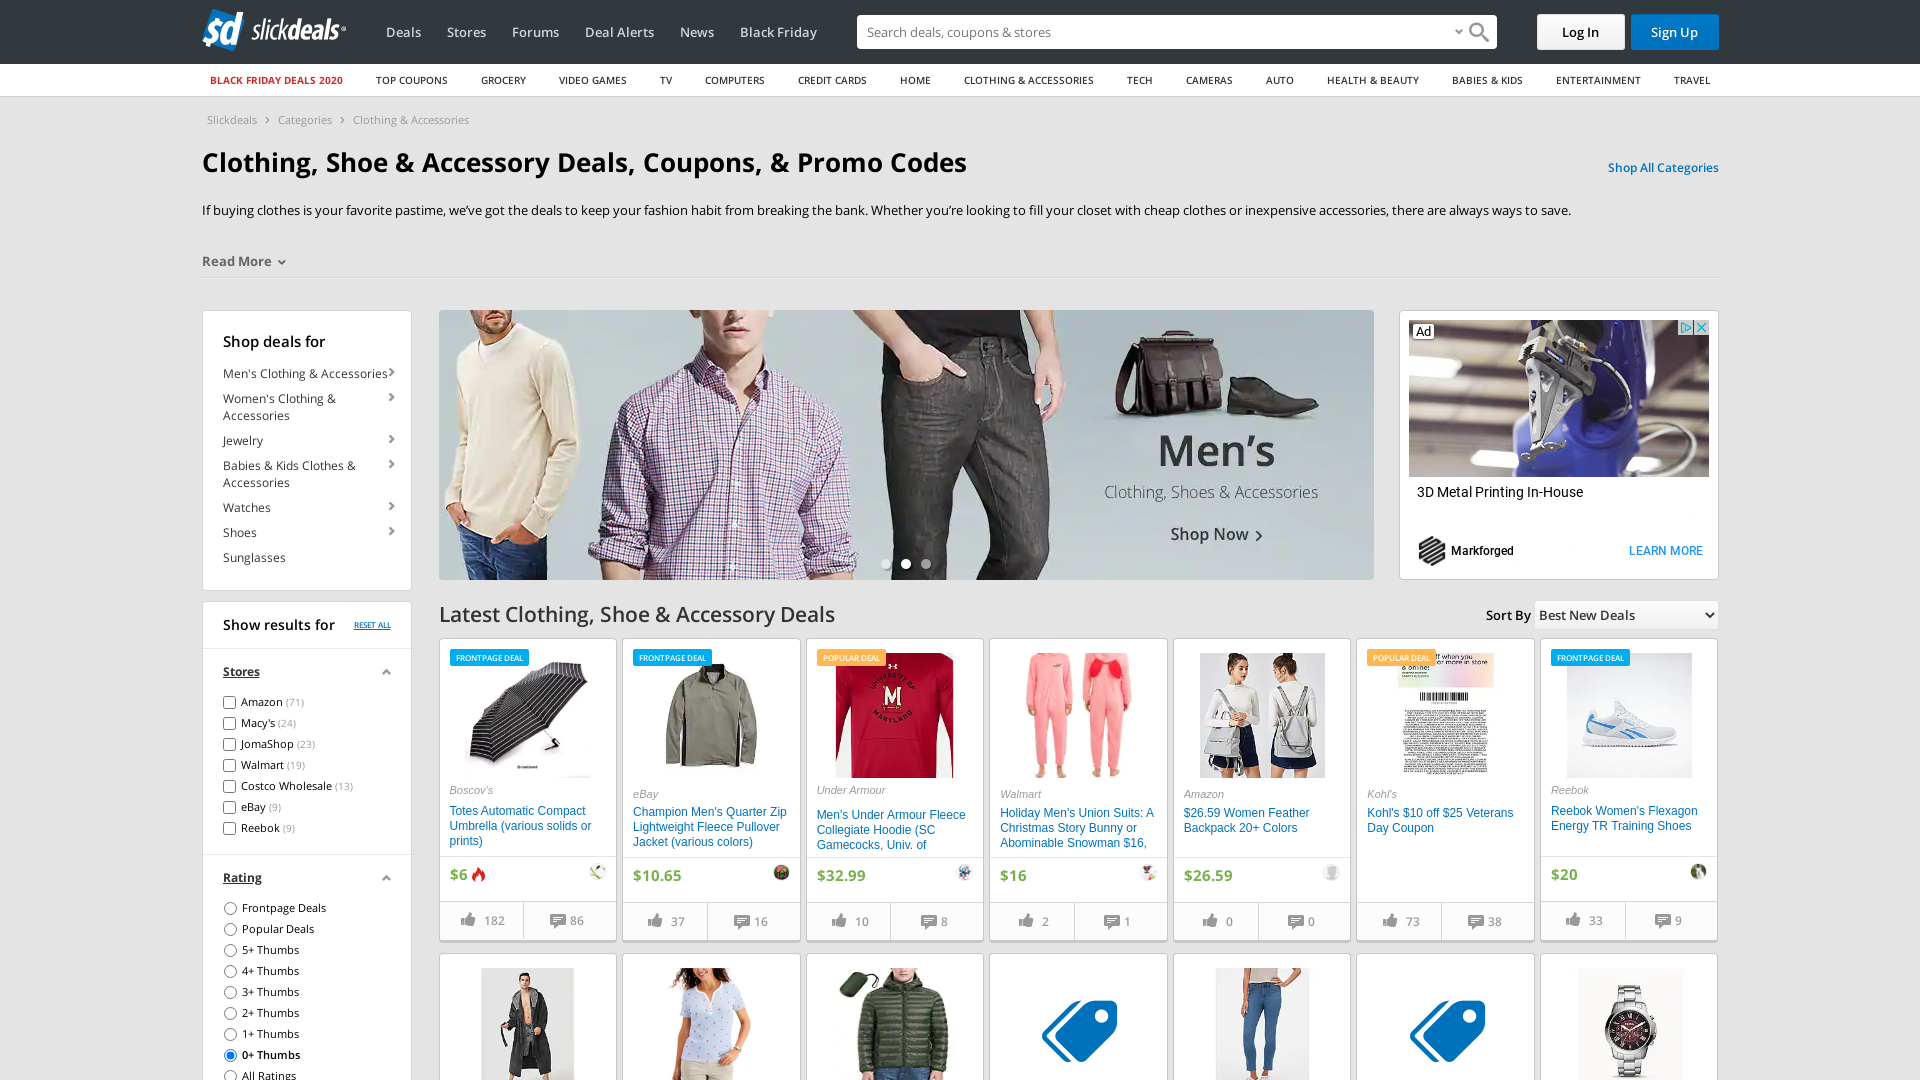 slickdeals
Deals
Stores
Forums
Deal Alerts
News
Black Friday
Search deals, coupons & stores
Log In
Sign Up
BLACK FRIDAY DEALS 2020
TOP COUPONS
GROCERY
VIDEO GAMES
TV
COMPUTERS
CREDIT CARDS
HOME
CLOTHING & ACCESSORIES
TECH
CAMERAS
AUTO
HEALTH & BEAUTY
BABIES & KIDS
ENTERTAINMENT
TRAVEL
Slickdeals > Categories > Clothing & Accessories
Clothing, Shoe & Accessory Deals, Coupons, & Promo Codes
Shop All Categories
If buying clothes is your favorite pastime, we’ve got the deals to keep your fashion habit from breaking the bank. Whether you’re looking to fill your closet with cheap clothes or inexpensive accessories, there are always ways to save.
Read More
Shop deals for
Men's Clothing & Accessories
Women's Clothing &
Accessories
Jewelry
Babies & Kids Clothes &
Accessories
Watches
Shoes
Sunglasses
Men’s
Clothing, Shoes & Accessories
Shop Now >
Ad
3D Metal Printing In-House
Markforged
LEARN MORE
Show results for
RESET ALL
Stores
Amazon (71)
Macy's (24)
JomaShop (23)
Walmart (19)
Costco Wholesale (13)
eBay (9)
Reebok (9)
Rating
Frontpage Deals
Popular Deals
5+ Thumbs
4+ Thumbs
3+ Thumbs
2+ Thumbs
1+ Thumbs
0+ Thumbs
All Ratings
Latest Clothing, Shoe & Accessory Deals
Sort By
Best New Deals
FRONTPAGE DEAL
Boscov's
Totes Automatic Compact
Umbrella (various solids or
prints)
$6
182
86
FRONTPAGE DEAL
eBay
Champion Men's Quarter Zip
Lightweight Fleece Pullover
Jacket (various colors)
$10.65
37
16
POPULAR DEAL
UNIVERSITY OF
M
MARYLAND
Under Armour
Men's Under Armour Fleece
Collegiate Hoodie (SC
Gamecocks, Univ. of
$32.99
10
8
Walmart
Holiday Men's Union Suits: A
Christmas Story Bunny or
Abominable Snowman $16,
$16
2
1
Amazon
$26.59 Women Feather
Backpack 20+ Colors
$26.59
0
0
POPULAR DEAL
ff when you
or more in store
& online!
Kohl's
Kohl's $10 off $25 Veterans
Day Coupon
73
38
FRONTPAGE DEAL
Reebok
Reebok Women's Flexagon
Energy TR Training Shoes
$20
33
9